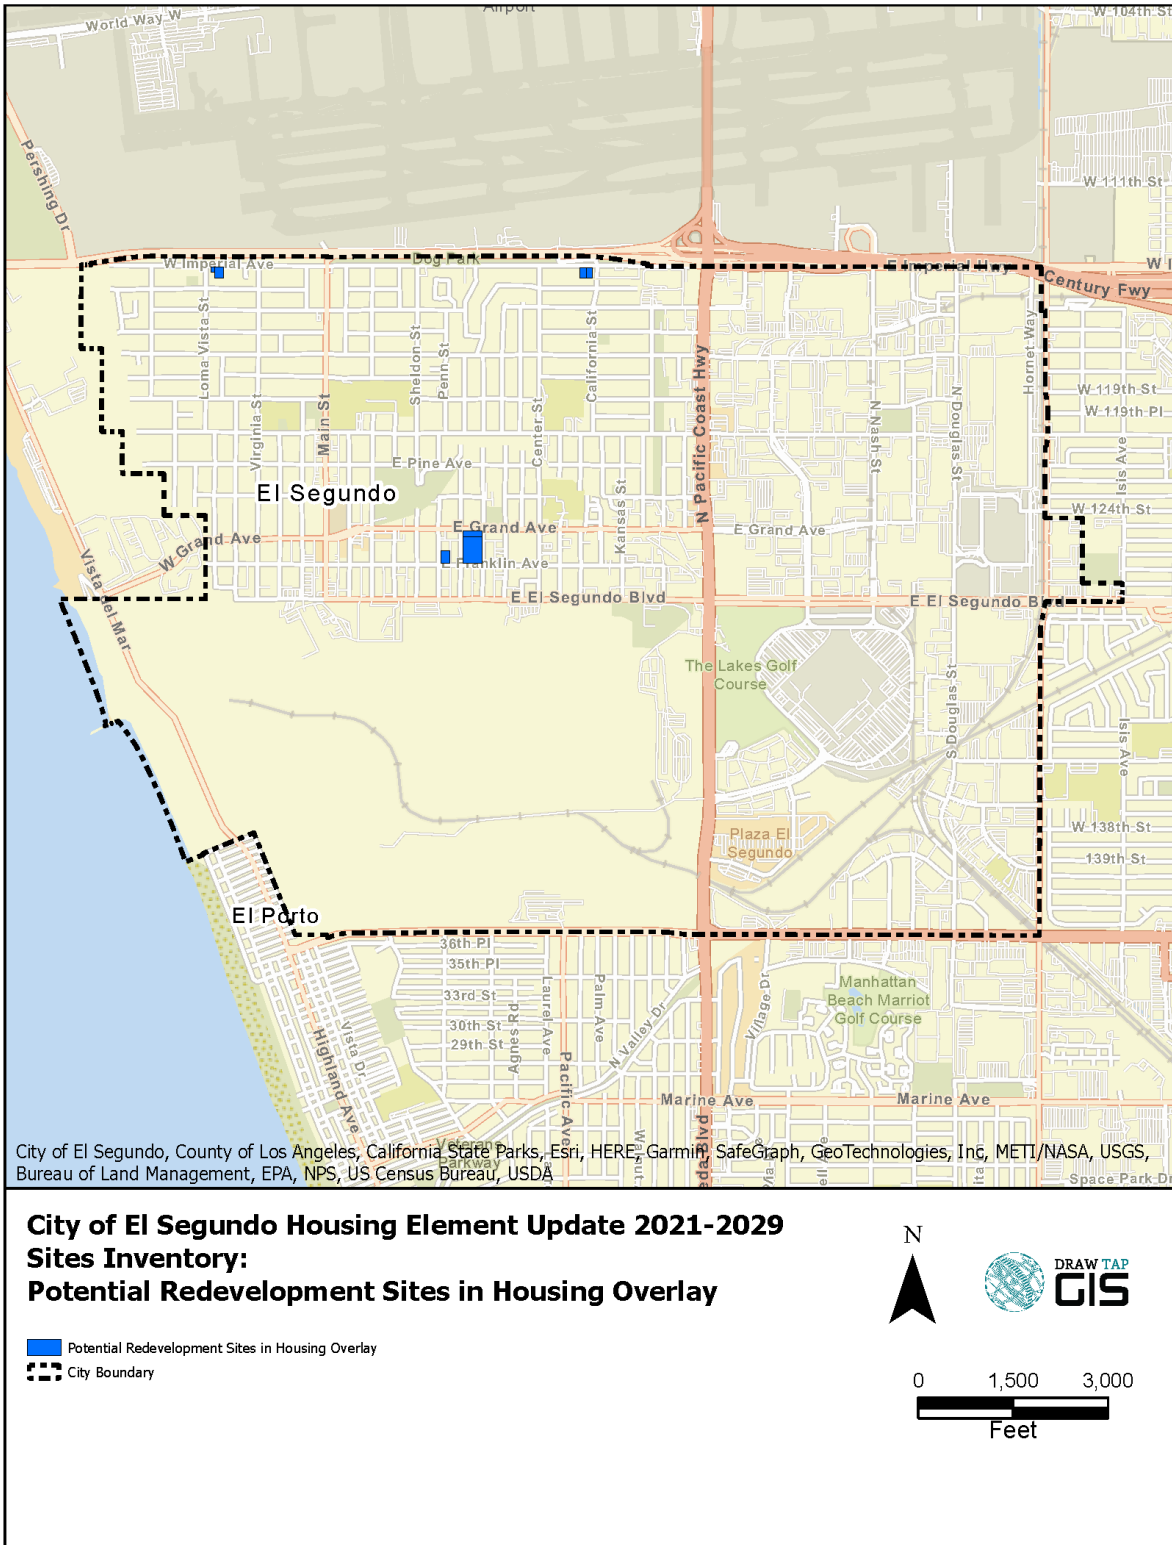 Airport
World Way W
W 104th St
Pershing Dr
W 111th St
W Imperial Ave
Dog Park
E Imperial Hwy
W I
Century Fwy
Loma Vista St
Sheldon St
Penn St
California St
N Pacific Coast Hwy
Hornet Way
W 119th St
W 119th Pl
Virginia St
Main St
Center St
N Nash St
N Douglas St
Isis Ave
E Pine Ave
El Segundo
Kansas St
W 124th St
W Grand Ave
E Grand Ave
E Grand Ave
Franklin Ave
Vista del Mar
E El Segundo Blvd
E El Segundo Blvd
The Lakes Golf
Course
S Douglas St
Isis Ave
Plaza El
Segundo
W 138th St
139th St
El Porto
36th Pl
35th Pl
33rd St
30th St
29th St
Agnes Rd
Laurel Ave
Palm Ave
N Valley Dr
Village Dr
Manhattan
Beach Marriot
Golf Course
Vista Dr
Highland Ave
Pacific Ave
Marine Ave
Marine Ave
Veterans
Parkway
eda Blvd
Space Park Dr
City of El Segundo, County of Los Angeles, California State Parks, Esri, HERE, Garmin, SafeGraph, GeoTechnologies, Inc, METI/NASA, USGS,
Bureau of Land Management, EPA, NPS, US Census Bureau, USDA
City of El Segundo Housing Element Update 2021-2029
Sites Inventory:
Potential Redevelopment Sites in Housing Overlay
Potential Redevelopment Sites in Housing Overlay
City Boundary
N
DRAW TAP
GIS
0 1,500 3,000
Feet